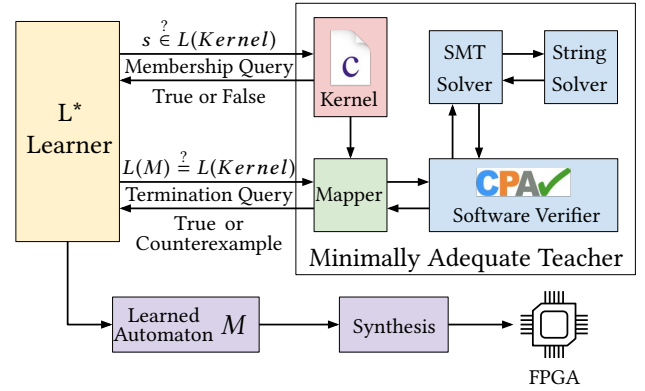 L*
Learner
s ∈? L(Kernel)
Membership Query
True or False
L(M) =? L(Kernel)
Termination Query
True or
Counterexample
C
Kernel
Mapper
SMT
Solver
String
Solver
CPA
Software Verifier
Minimally Adequate Teacher
Learned
Automaton M
Synthesis
FPGA